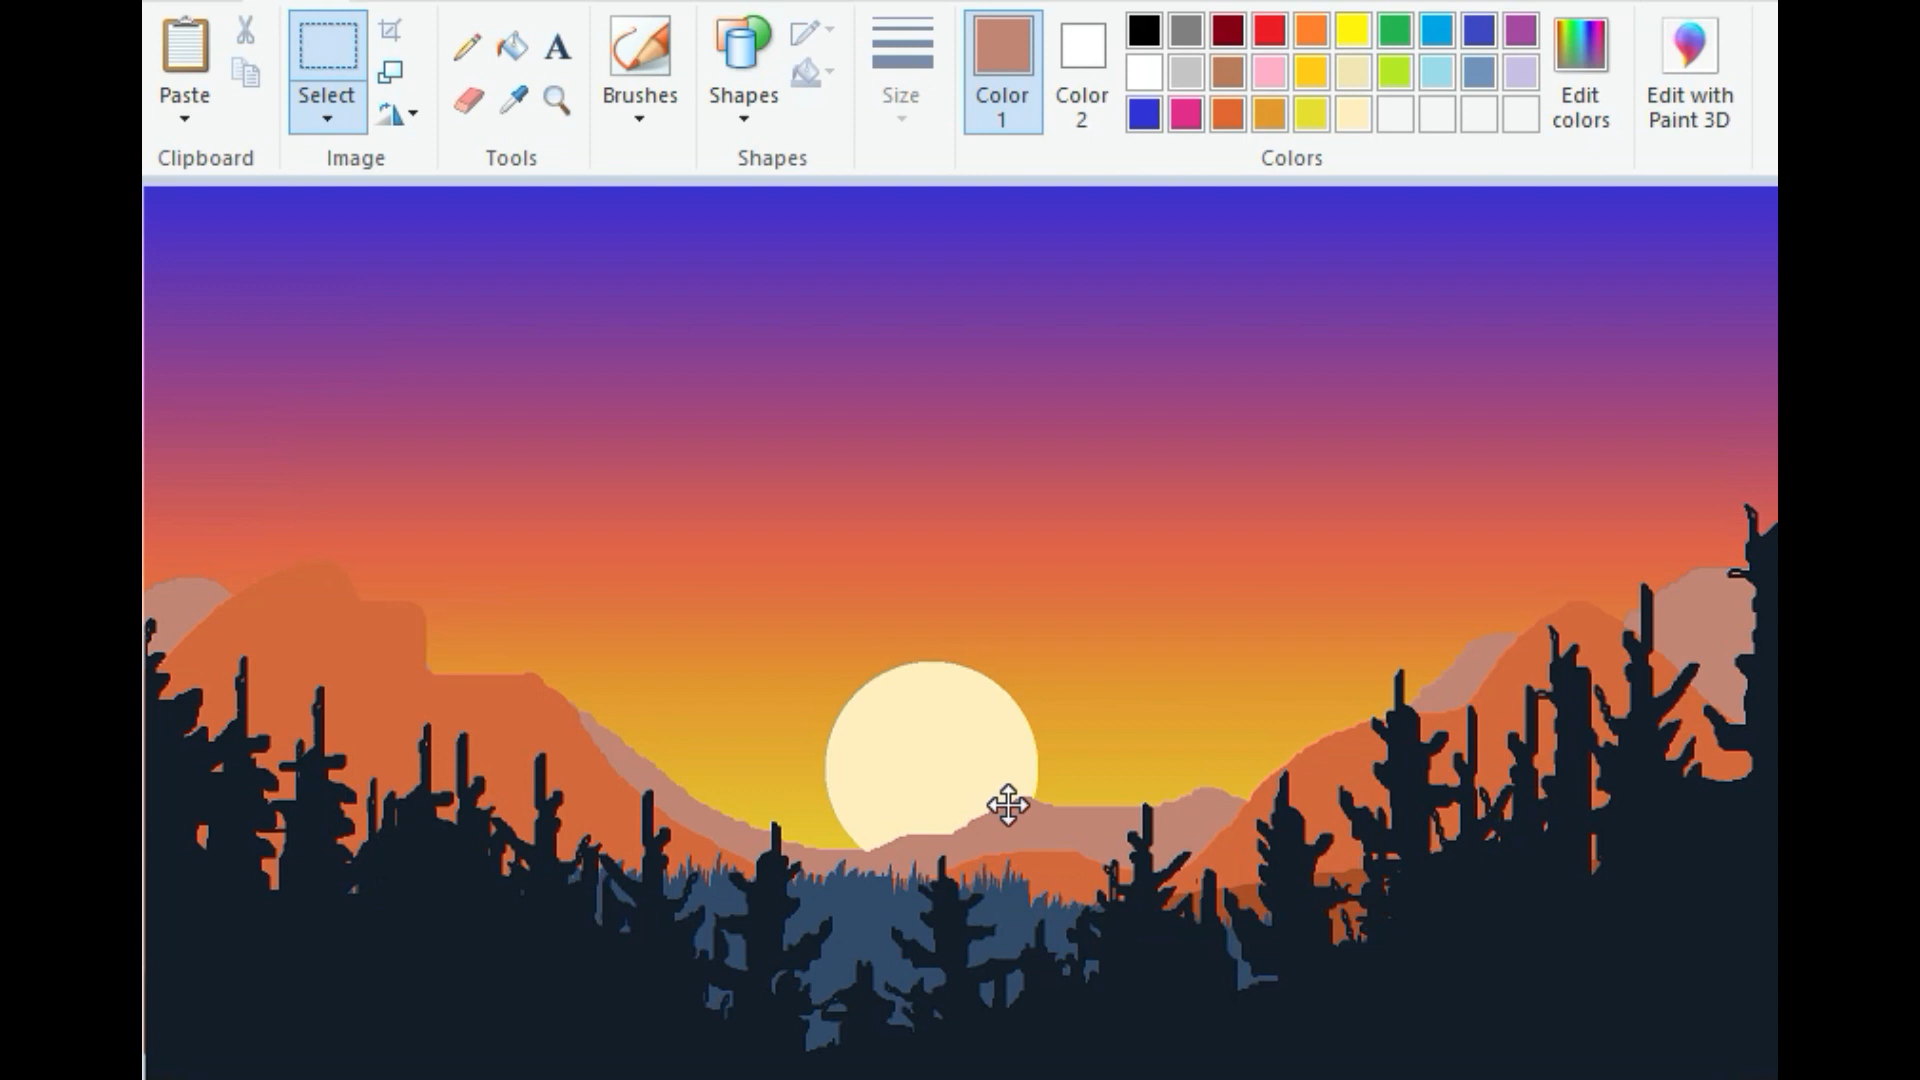 Paste
Select
A
Brushes
Shapes
Size
Color
1
Color
2
Edit
colors
Edit with
Paint 3D
Clipboard
Image
Tools
Shapes
Colors